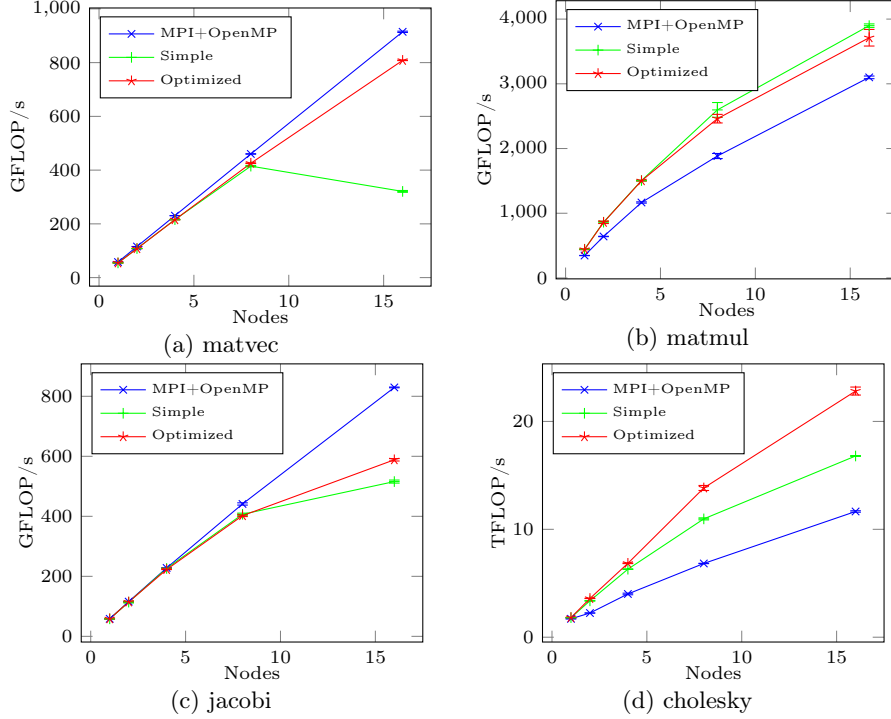 1,000
800
600
400
200
0
GFLOP/s
MPI+OpenMP
Simple
Optimized
0 5 10 15
Nodes
(a) matvec
4,000
3,000
2,000
1,000
0
GFLOP/s
MPI+OpenMP
Simple
Optimized
0 5 10 15
Nodes
(b) matmul
800
600
400
200
0
GFLOP/s
MPI+OpenMP
Simple
Optimized
0 5 10 15
Nodes
(c) jacobi
20
10
0
TFLOP/s
MPI+OpenMP
Simple
Optimized
0 5 10 15
Nodes
(d) cholesky